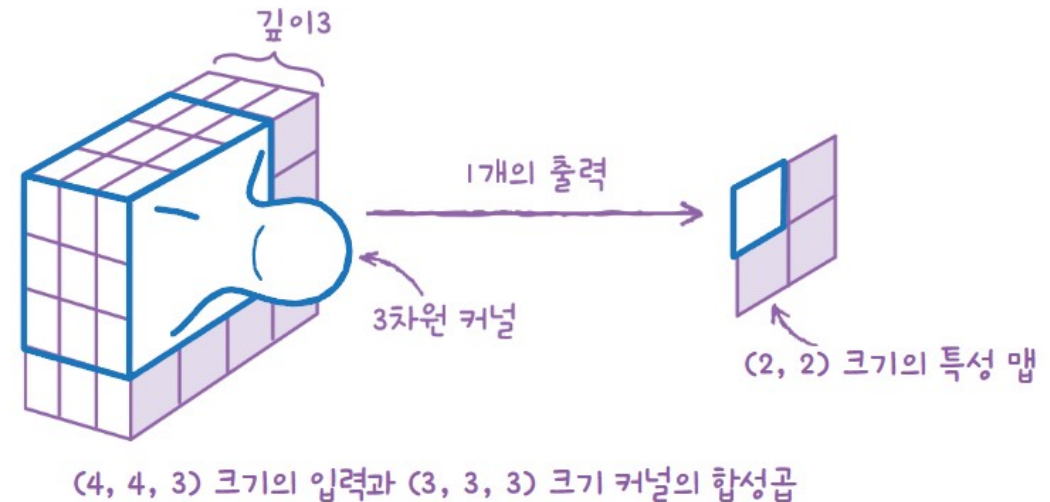 깊이3
1개의 출력
3차원 커널
(2, 2) 크기의 특성 맵
(4, 4, 3) 크기의 입력과 (3, 3, 3) 크기 커널의 합성곱